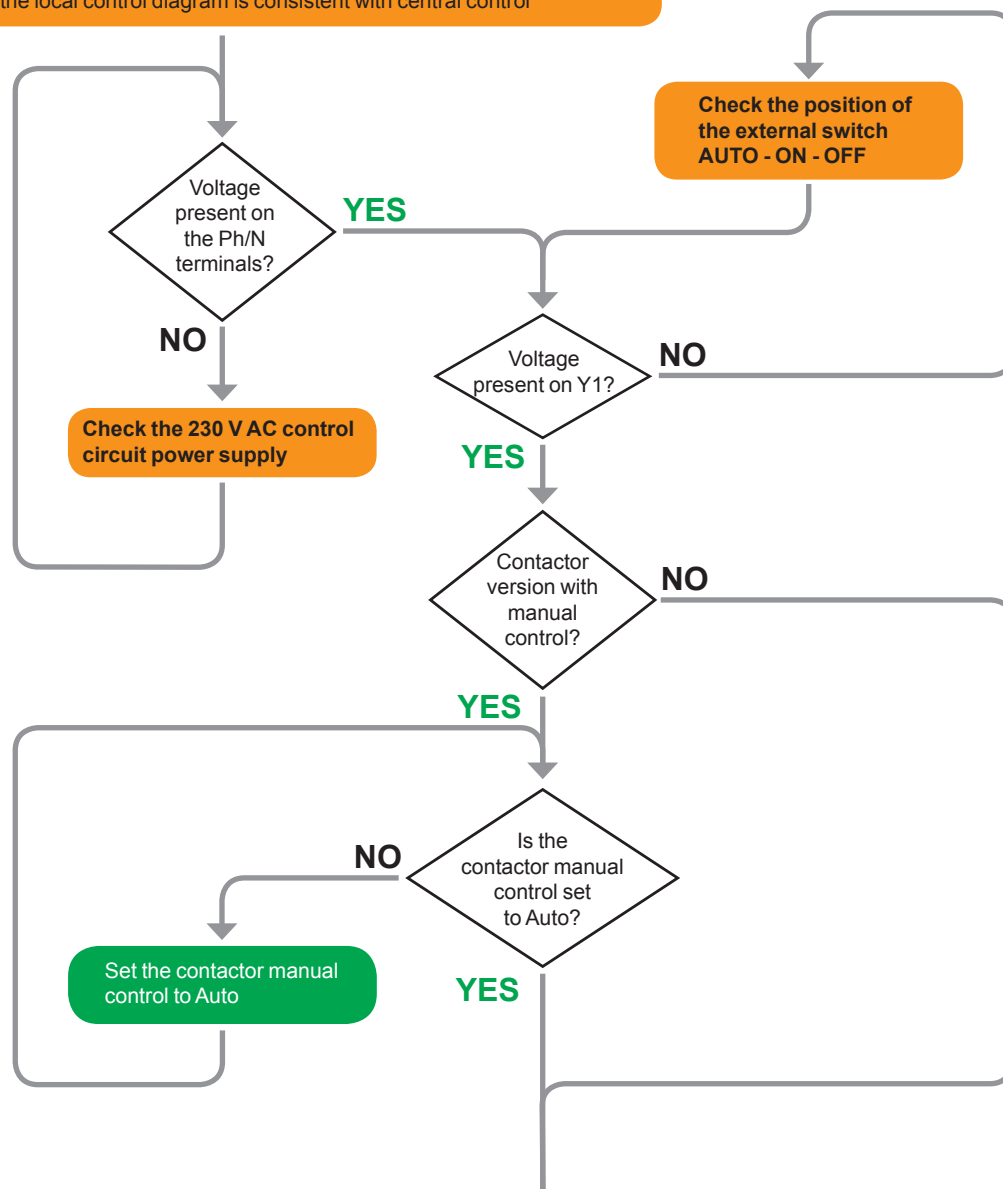 the local control diagram is consistent with central control
Check the position of
the external switch
AUTO - ON - OFF
Voltage
present on
the Ph/N
terminals?
YES
NO
Check the 230 V AC control
circuit power supply
Voltage
present on Y1?
NO
YES
Contactor
version with
manual
control?
NO
YES
Is the
contactor manual
control set
to Auto?
NO
Set the contactor manual
control to Auto
YES